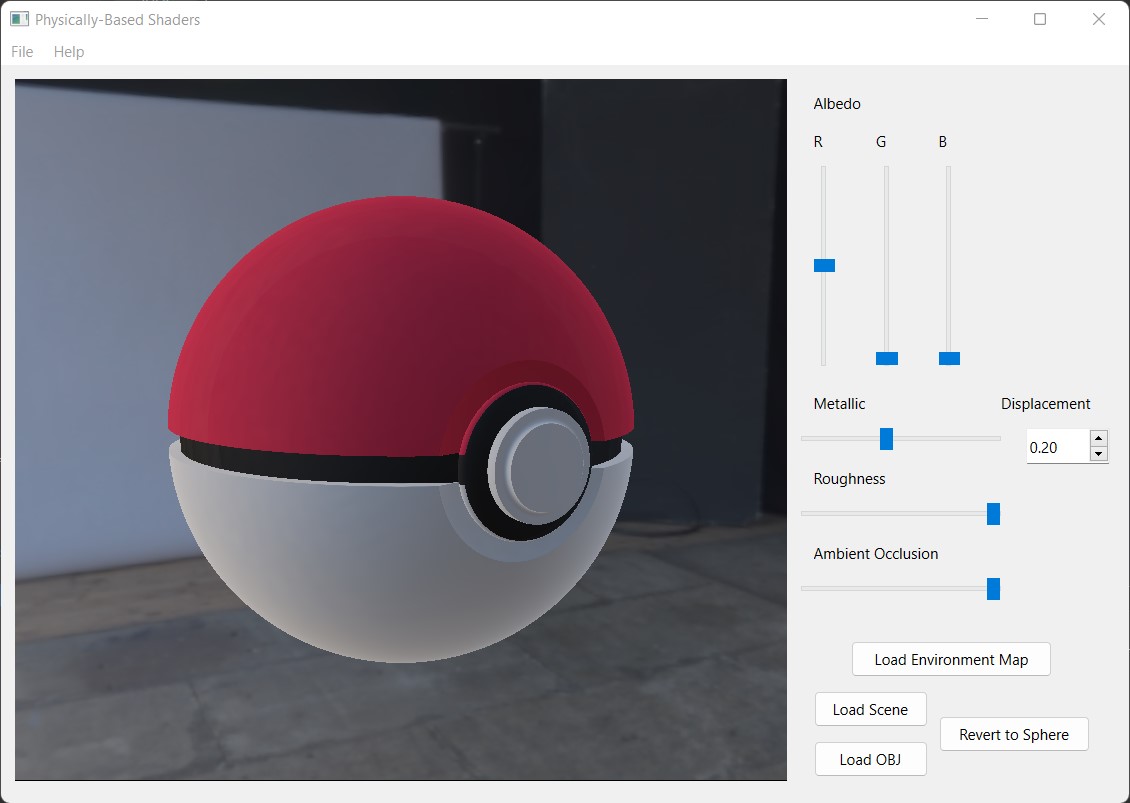 Physically-Based Shaders
File Help
Albedo
R G B
Metallic
Displacement
0.20
Roughness
Ambient Occlusion
Load Environment Map
Load Scene
Revert to Sphere
Load OBJ